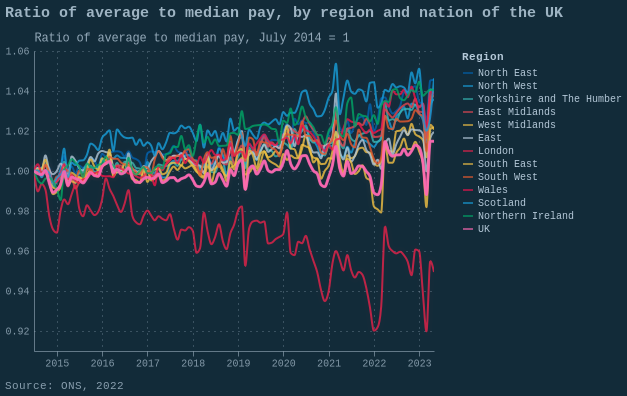 Ratio of average to median pay, by region and nation of the UK
Ratio of average to median pay, July 2014 = 1
1.06
1.04
1.02
1.00
0.98
0.96
0.94
0.92
2015 2016 2017 2018 2019 2020 2021 2022 2023
Region
North East
North West
Yorkshire and The Humber
East Midlands
West Midlands
East
London
South East
South West
Wales
Scotland
Northern Ireland
UK
Source: ONS, 2022